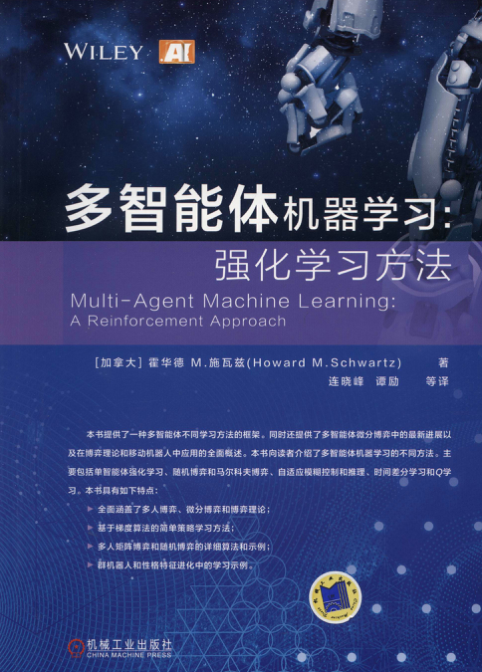 WILEY AI
多智能体机器学习:
强化学习方法
Multi-Agent Machine Learning:
A Reinforcement Approach
[加拿大] 霍华德 M.施瓦兹(Howard M.Schwartz) 著
连晓峰 谭励 等译
本书提供了一种多智能体不同学习方法的框架。同时还提供了多智能体微分博弈中的最新进展以
及在博弈理论和移动机器人中应用的全面概述。本书向读者介绍了多智能体机器学习的不同方法。主
要包括单智能体强化学习、随机博弈和马尔科夫博弈、自适应模糊控制和推理、时间差分学习和Q学
习。本书具有如下特点:
▶ 全面涵盖了多人博弈、微分博弈和博弈理论;
▶ 基于梯度算法的简单策略学习方法;
▶ 多人矩阵博弈和随机博弈的详细算法和示例;
▶ 群机器人和性格特征进化中的学习示例。
机械工业出版社
CHINA MACHINE PRESS